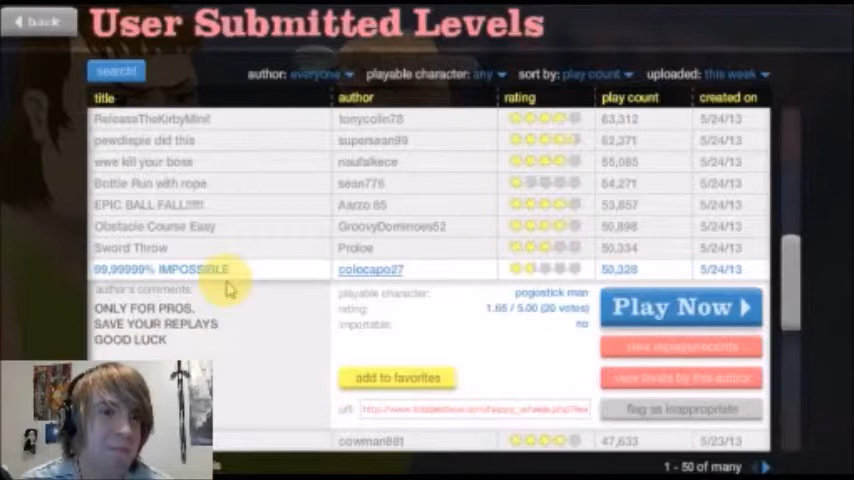 back
User Submitted Levels
search!
author: everyone playable character: any sort by: play count uploaded: this week
title author rating play count created on
ReleaseTheKirbyMini! tonycolin78 63,312 5/24/13
pewdiepie did this supersean99 62,371 5/24/13
wwe kill your boss naufalkece 55,085 5/24/13
Bottle Run with rope sean776 54,271 5/24/13
EPIC BALL FALL!!!!! Aarzo 85 53,857 5/24/13
Obstacle Course Easy GroovyDominoes52 50,898 5/24/13
Sword Throw Proloe 50,334 5/24/13
99,99999% IMPOSSIBLE colocapo27 50,328 5/24/13
author's comments:
ONLY FOR PROS.
SAVE YOUR REPLAYS
GOOD LUCK
playable character: pogostick man
rating: 1.65 / 5.00 (20 votes)
importable: no
Play Now
view levels by this author
add to favorites
url:
flag as inappropriate
cowman881 47,633 5/23/13
1 - 50 of many